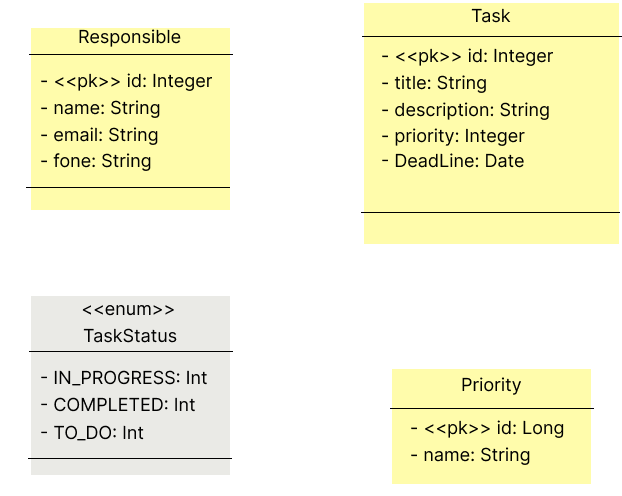 Responsible
- <<pk>> id: Integer
- name: String
- email: String
- fone: String
Task
- <<pk>> id: Integer
- title: String
- description: String
- priority: Integer
- DeadLine: Date
<<enum>>
TaskStatus
- IN_PROGRESS: Int
- COMPLETED: Int
- TO_DO: Int
Priority
- <<pk>> id: Long
- name: String